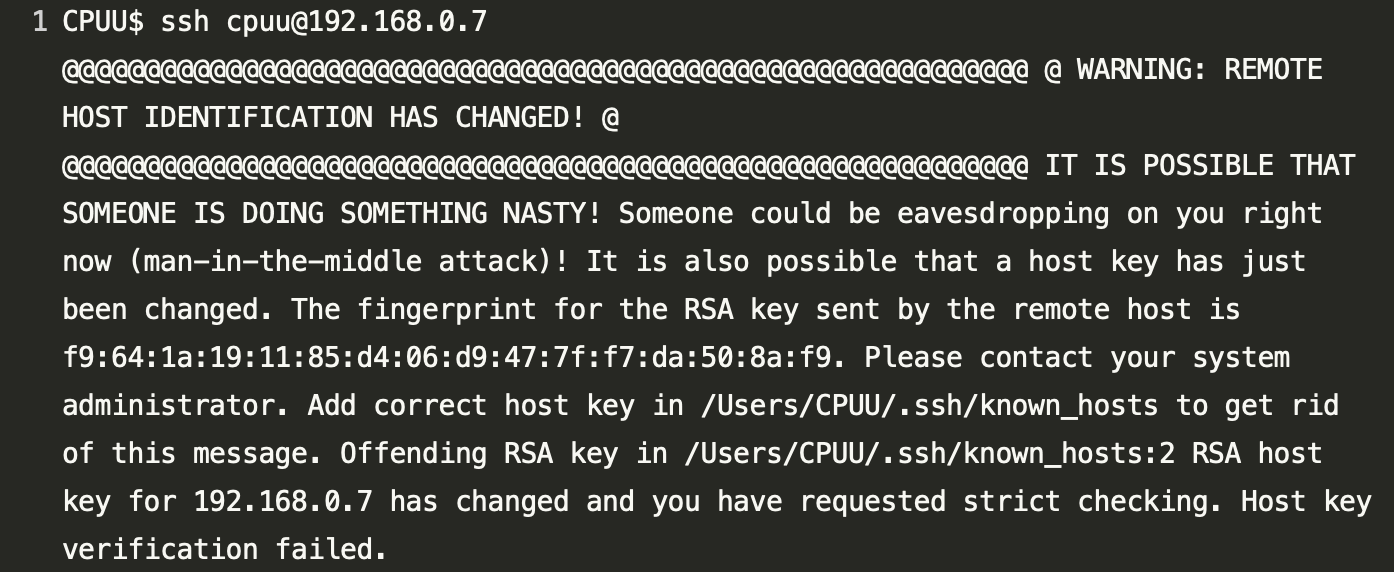 1 CPUU$ ssh cpuu@192.168.0.7
@@@@@@@@@@@@@@@@@@@@@@@@@@@@@@@@@@@@@@@@@@@@@@@@@@@@@@@@@@@ @ WARNING: REMOTE
HOST IDENTIFICATION HAS CHANGED! @
@@@@@@@@@@@@@@@@@@@@@@@@@@@@@@@@@@@@@@@@@@@@@@@@@@@@@@@@@@@ IT IS POSSIBLE THAT
SOMEONE IS DOING SOMETHING NASTY! Someone could be eavesdropping on you right
now (man-in-the-middle attack)! It is also possible that a host key has just
been changed. The fingerprint for the RSA key sent by the remote host is
f9:64:1a:19:11:85:d4:06:d9:47:7f:f7:da:50:8a:f9. Please contact your system
administrator. Add correct host key in /Users/CPUU/.ssh/known_hosts to get rid
of this message. Offending RSA key in /Users/CPUU/.ssh/known_hosts:2 RSA host
key for 192.168.0.7 has changed and you have requested strict checking. Host key
verification failed.